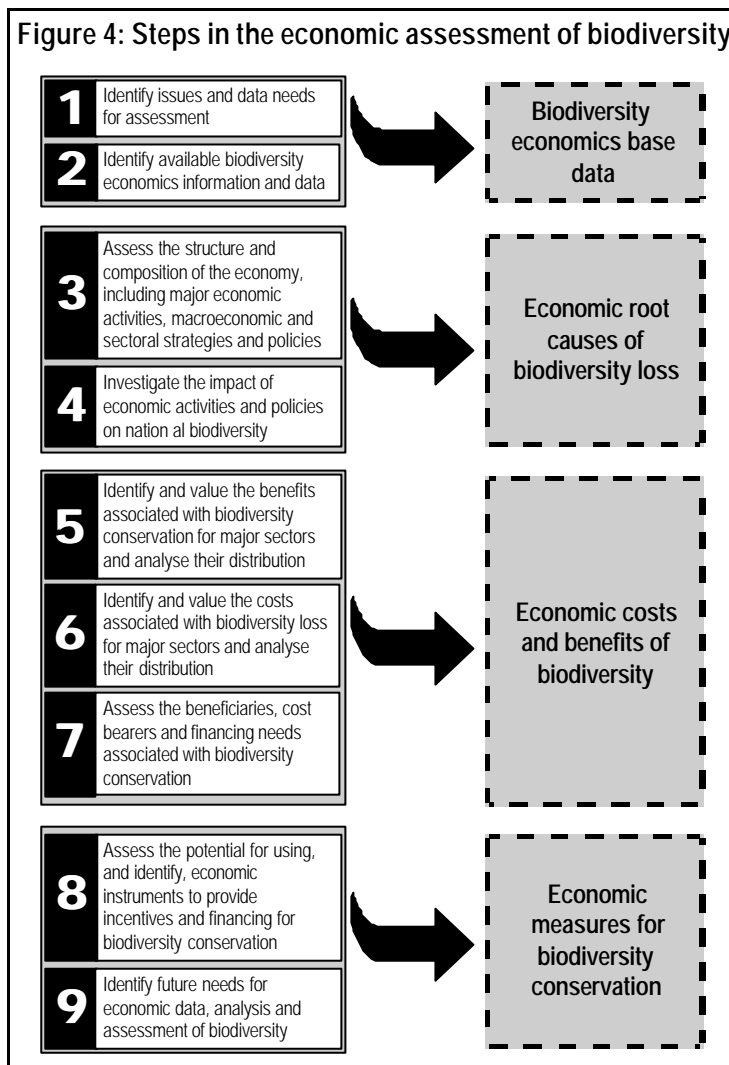 Figure 4: Steps in the economic assessment of biodiversity
1
Identify issues and data needs
for assessment
2
Identify available biodiversity
economics information and data
Biodiversity
economics base
data
3
Assess the structure and
composition of the economy,
including major economic
activities, macroeconomic and
sectoral strategies and policies
4
Investigate the impact of
economic activities and policies
on nation al biodiversity
Economic root
causes of
biodiversity loss
5
Identify and value the benefits
associated with biodiversity
conservation for major sectors
and analyse their distribution
6
Identify and value the costs
associated with biodiversity loss
for major sectors and analyse
their distribution
7
Assess the beneficiaries, cost
bearers and financing needs
associated with biodiversity
conservation
Economic costs
and benefits of
biodiversity
8
Assess the potential for using,
and identify, economic
instruments to provide
incentives and financing for
biodiversity conservation
9
Identify future needs for
economic data, analysis and
assessment of biodiversity
Economic
measures for
biodiversity
conservation